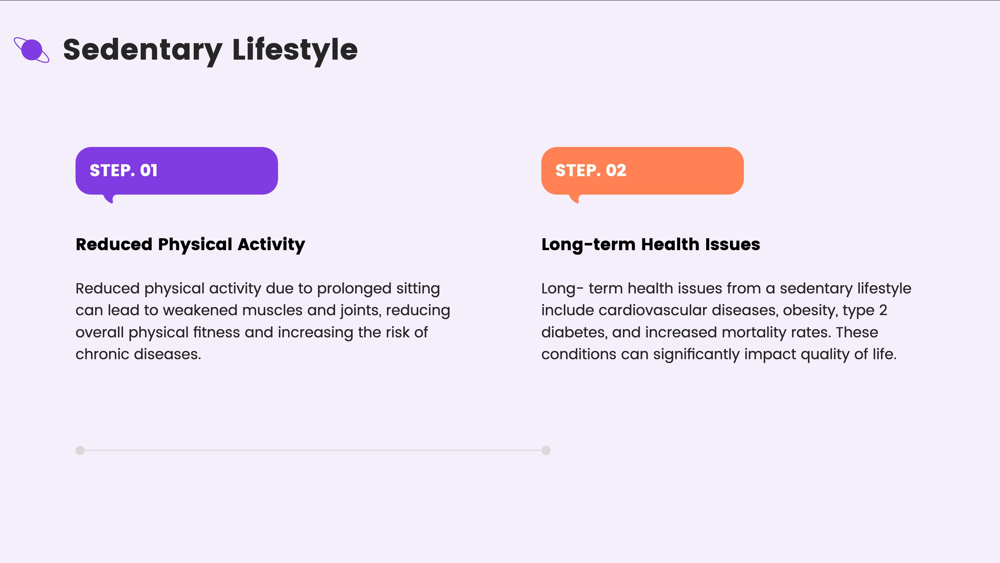 Sedentary Lifestyle
STEP. 01
Reduced Physical Activity
Reduced physical activity due to prolonged sitting
can lead to weakened muscles and joints, reducing
overall physical fitness and increasing the risk of
chronic diseases.
STEP. 02
Long-term Health Issues
Long- term health issues from a sedentary lifestyle
include cardiovascular diseases, obesity, type 2
diabetes, and increased mortality rates. These
conditions can significantly impact quality of life.